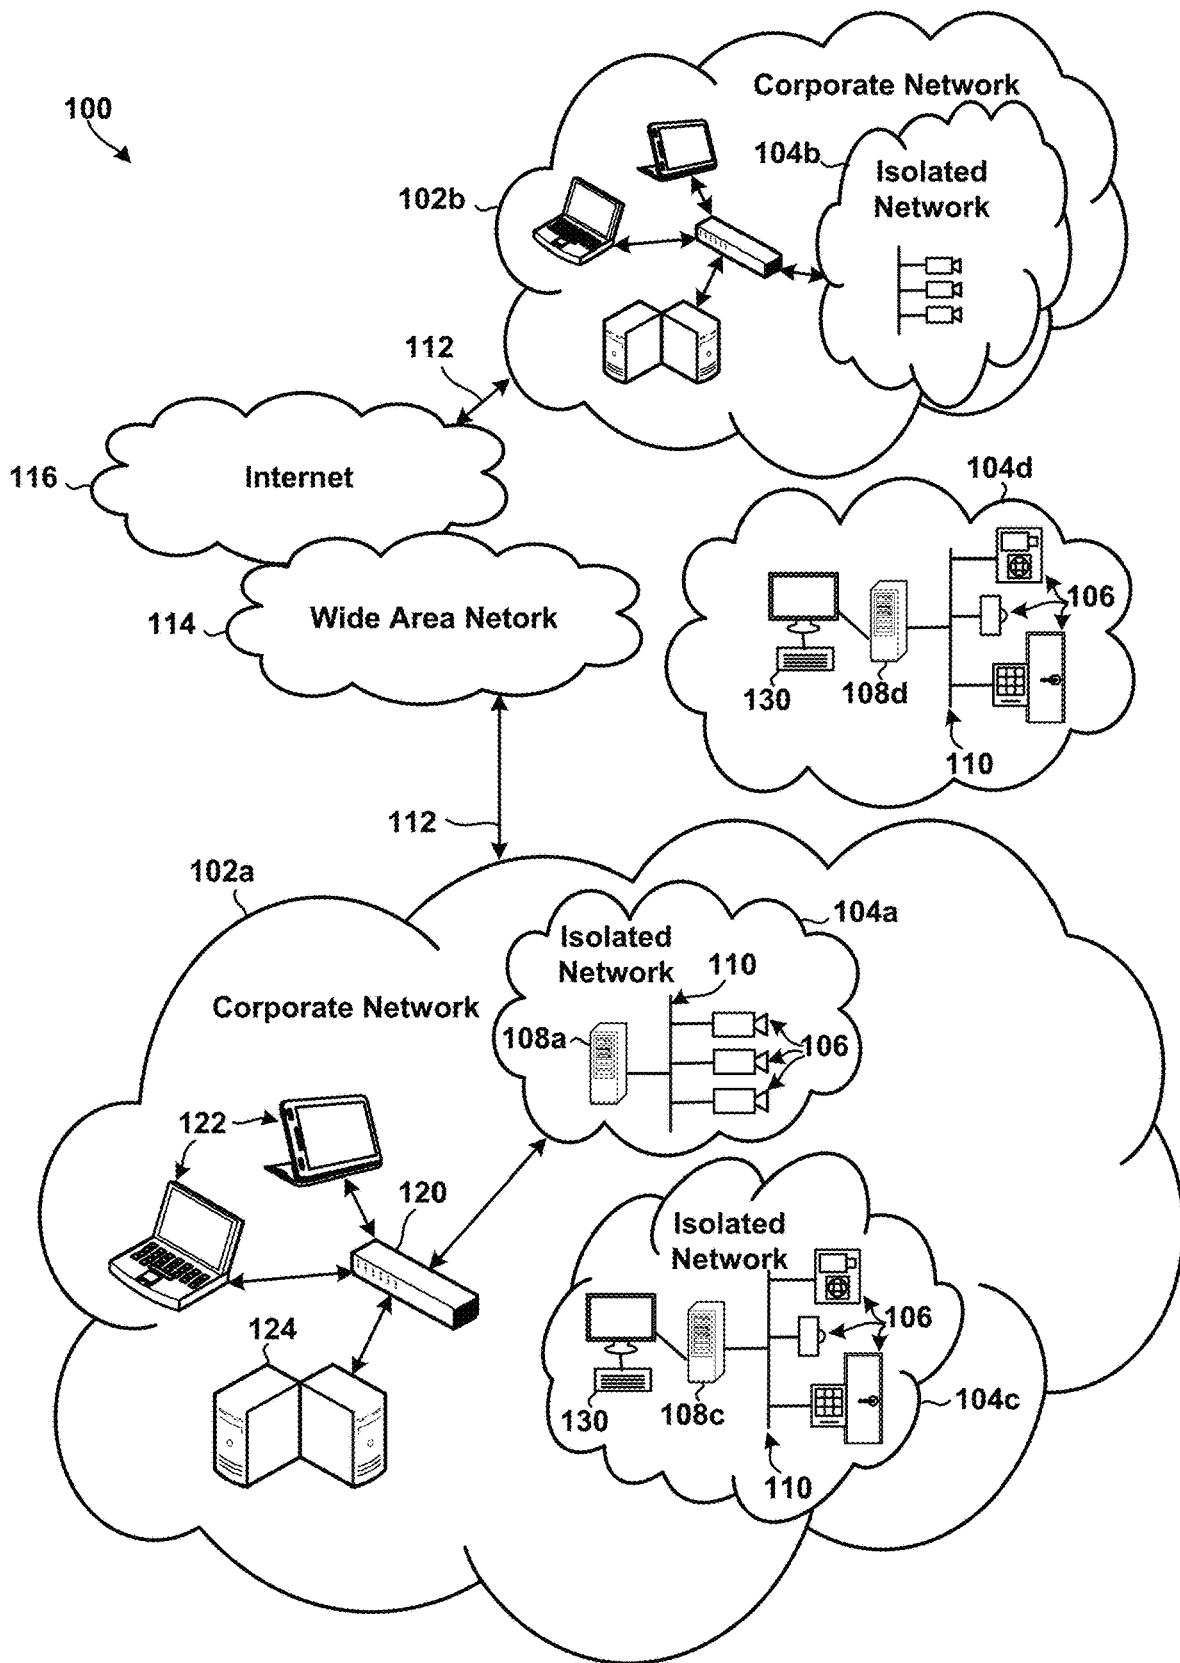 100
Corporate Network
104b
Isolated
Network
102b
112
116
Internet
104d
106
114
Wide Area Netork
130
108d
110
112
102a
104a
Isolated
Network
110
Corporate Network
108a
106
122
120
Isolated
Network
106
124
130
108c
104c
110